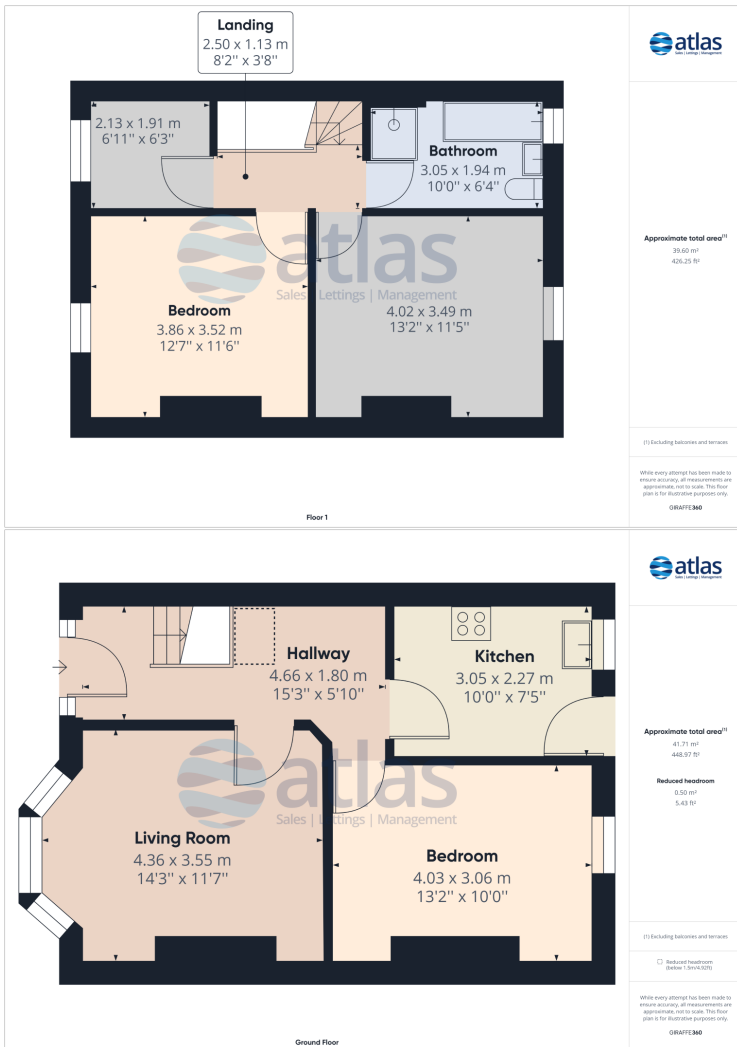 Landing
2.50 x 1.13 m
8'2'' x 3'8''
atlas
Sales | Lettings | Management
2.13 x 1.91 m
6'11'' x 6'3''
Bathroom
3.05 x 1.94 m
10'0'' x 6'4''
atlas
Sales | Lettings | Management
Bedroom
3.86 x 3.52 m
12'7'' x 11'6''
4.02 x 3.49 m
13'2'' x 11'5''
Approximate total area(1)
39.60 m²
426.25 ft²
(1) Excluding balconies and terraces
While every attempt has been made to
ensure accuracy, all measurements are
approximate, not to scale. This floor
plan is for illustrative purposes only.
GIRAFFE360
Floor 1
atlas
Sales | Lettings | Management
Hallway
4.66 x 1.80 m
15'3'' x 5'10''
Kitchen
3.05 x 2.27 m
10'0'' x 7'5''
atlas
Sales | Lettings | Management
Living Room
4.36 x 3.55 m
14'3'' x 11'7''
Bedroom
4.03 x 3.06 m
13'2'' x 10'0''
Approximate total area(1)
41.71 m²
448.97 ft²
Reduced headroom
0.50 m²
5.43 ft²
(1) Excluding balconies and terraces
Reduced headroom
(below 1.5m/4.92ft)
While every attempt has been made to
ensure accuracy, all measurements are
approximate, not to scale. This floor
plan is for illustrative purposes only.
GIRAFFE360
Ground Floor